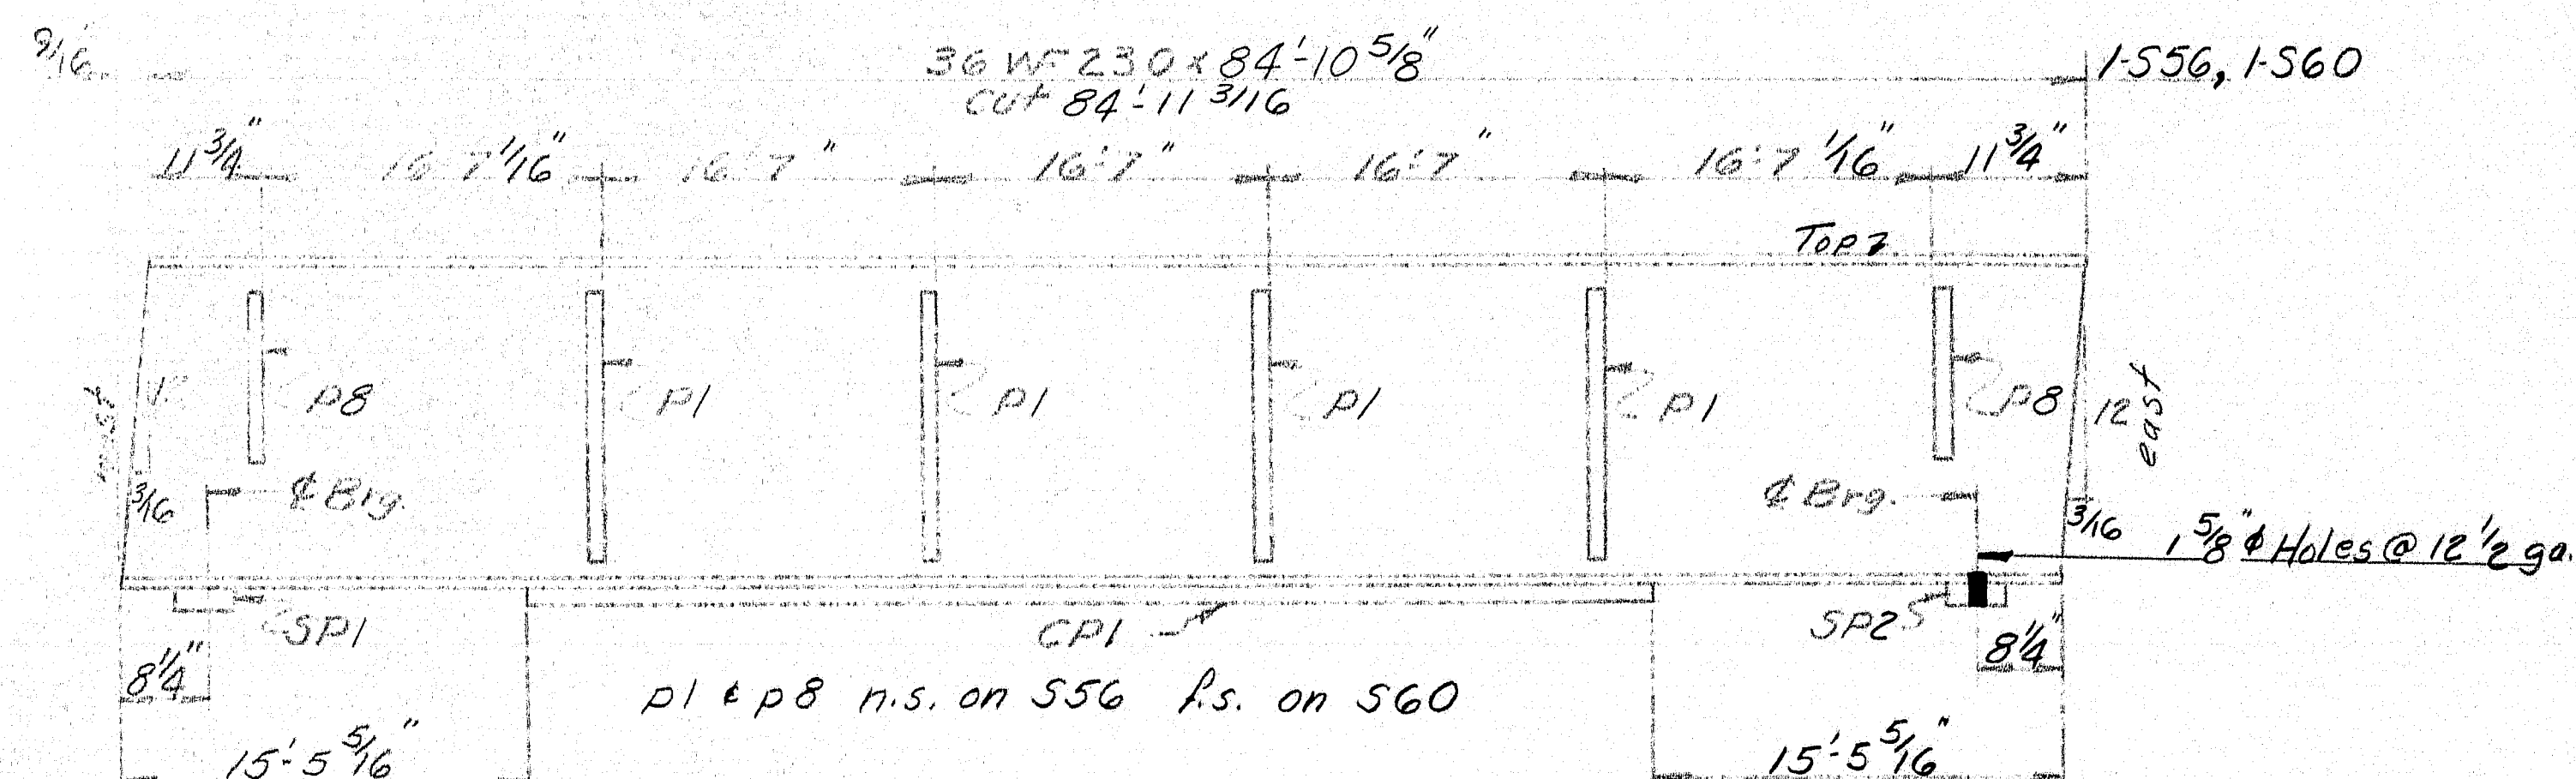 9/16
36 WF 230 x 84'-10 5/8"
cut 84'-11 3/16
1-S56, 1-S60
11 3/4" 16 7 1/16" 16'-7" 16'-7" 16'-7" 16'-7 1/16" 11 3/4"
Top
west 12 p8 p1 p1 p1 p1 p8 12 east
3/16 ℄ Brg. ℄ Brg. 3/16
1 5/8" ϕ Holes @ 12 1/2 ga.
SP1 CP1 SP2
8 1/4" 8 1/4"
p1 & p8 n.s. on S56 f.s. on S60
15'-5 5/16" 15'-5 5/16"